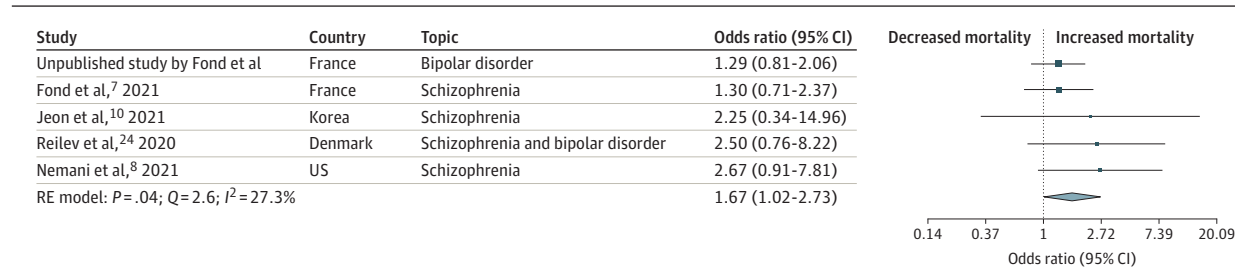 Study Country Topic Odds ratio (95% CI) Decreased mortality Increased mortality
Unpublished study by Fond et al France Bipolar disorder 1.29 (0.81-2.06)
Fond et al,7 2021 France Schizophrenia 1.30 (0.71-2.37)
Jeon et al,10 2021 Korea Schizophrenia 2.25 (0.34-14.96)
Reilev et al,24 2020 Denmark Schizophrenia and bipolar disorder 2.50 (0.76-8.22)
Nemani et al,8 2021 US Schizophrenia 2.67 (0.91-7.81)
RE model: P = .04; Q = 2.6; I2 = 27.3% 1.67 (1.02-2.73)
0.14 0.37 1 2.72 7.39 20.09
Odds ratio (95% CI)